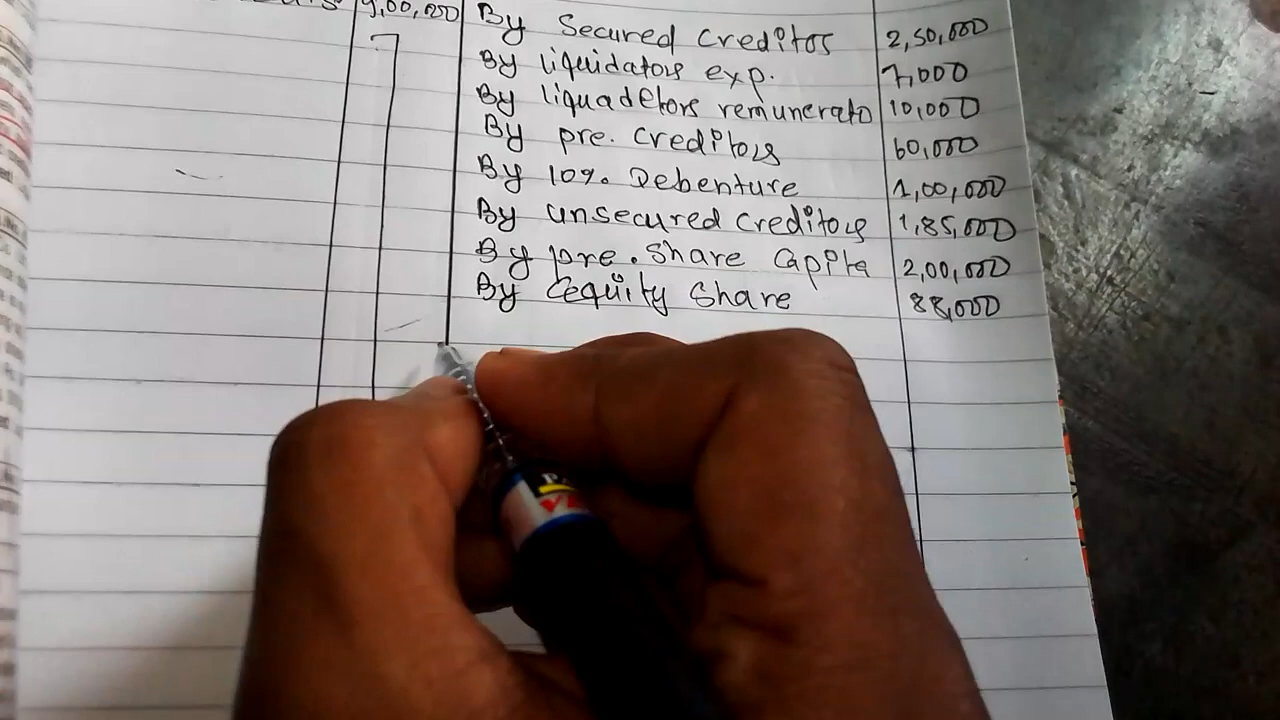 9,00,000 By Secured Creditos 2,50,000
By liquidators exp. 7,000
By liquadetors remunerato 10,000
By pre. Creditors 60,000
By 10%. Debenture 1,00,000
By unsecured creditors 1,85,000
By pre. Share Capita 2,00,000
By equity Share 88,000